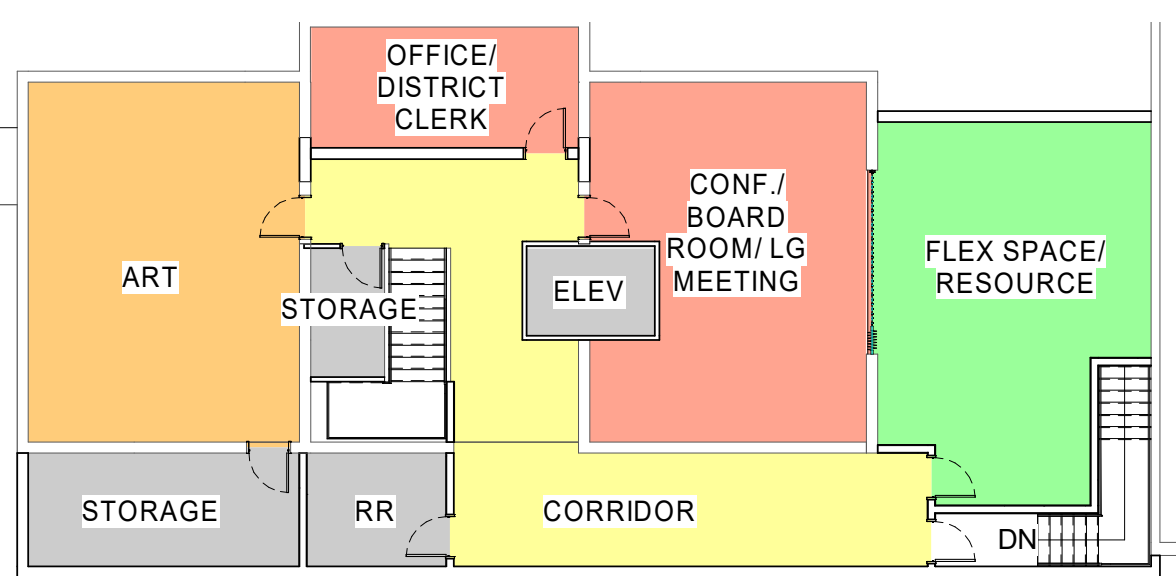 OFFICE/
DISTRICT
CLERK
CONF./
BOARD
ROOM/ LG
MEETING
FLEX SPACE/
RESOURCE
ART
STORAGE
ELEV
STORAGE
RR
CORRIDOR
DN